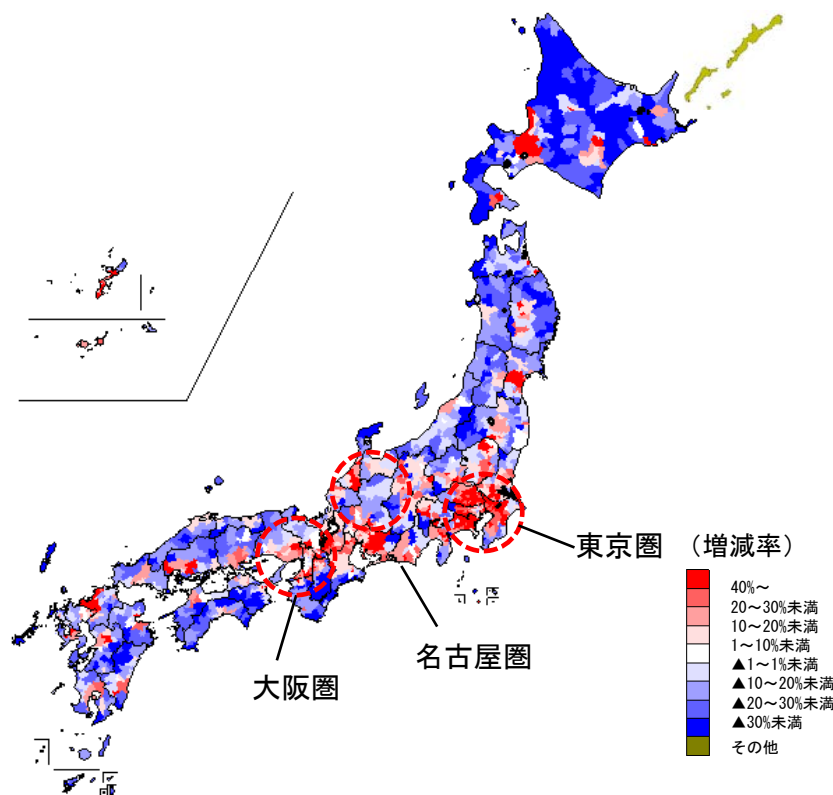 東京圏
(増減率)
名古屋圏
大阪圏
40%~
20~30%未満
10~20%未満
1~10%未満
▲1~1%未満
▲10~20%未満
▲20~30%未満
▲30%未満
その他